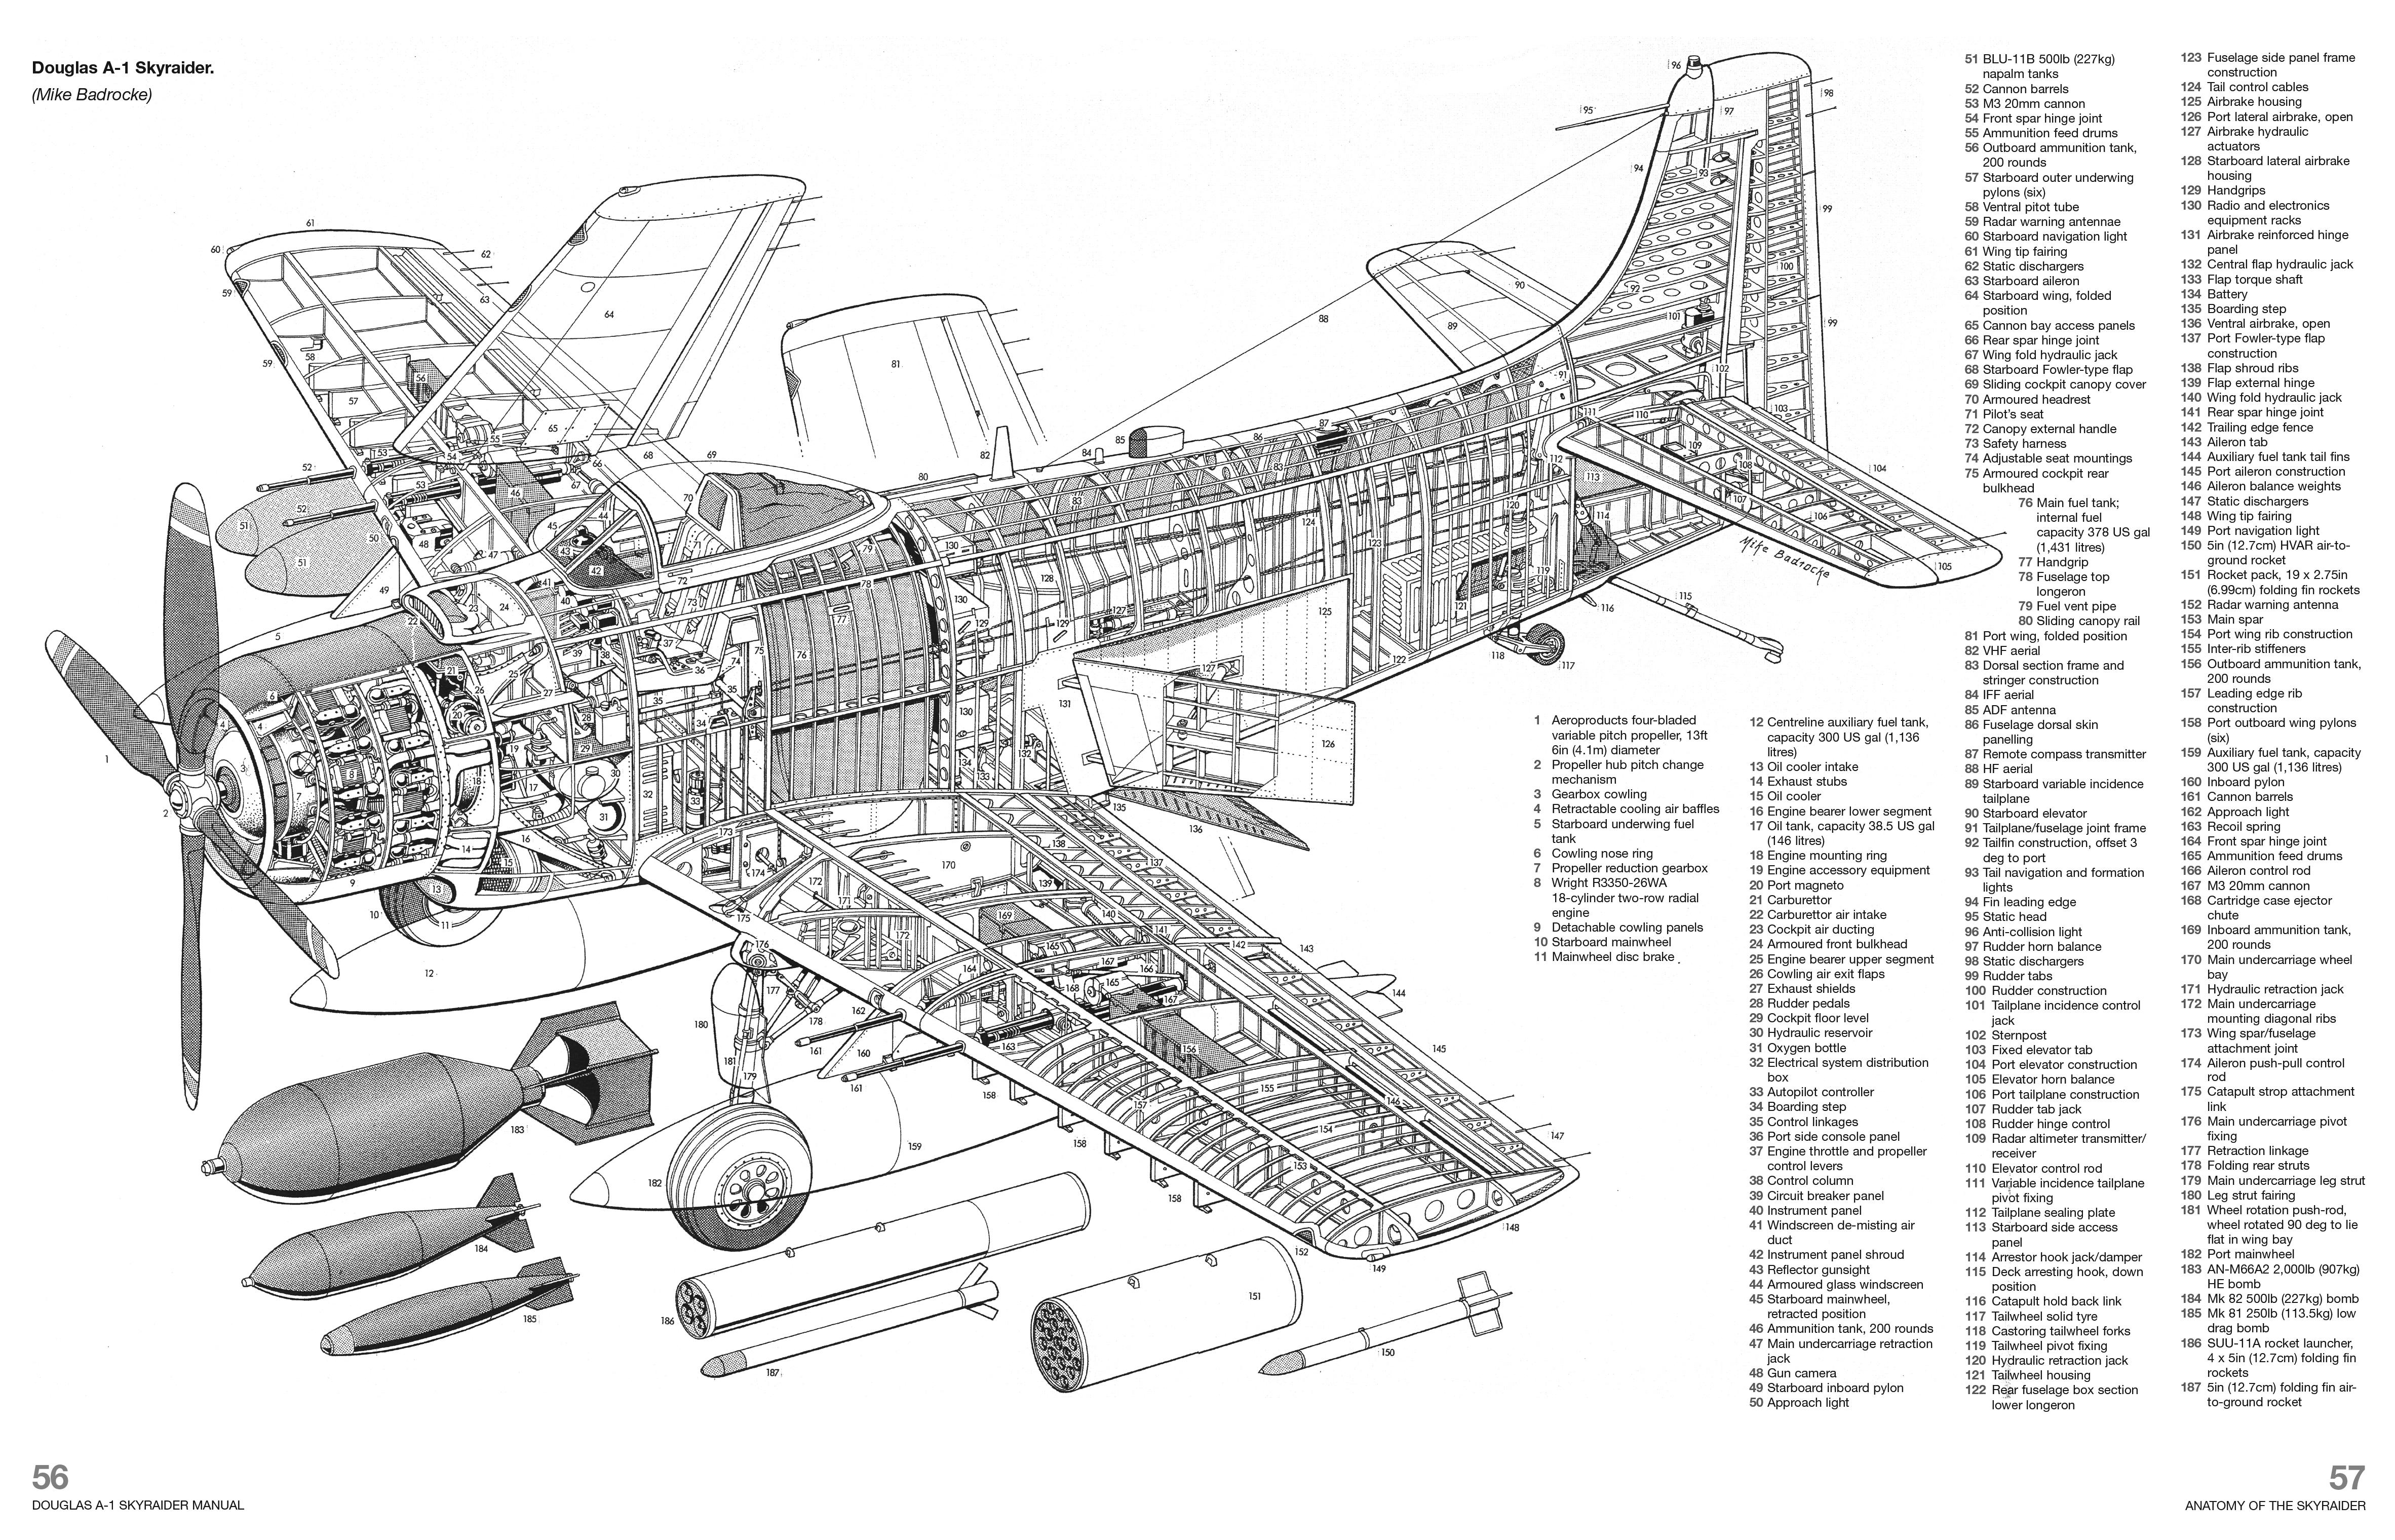 Douglas A-1 Skyraider.
(Mike Badrocke)
Mike Badrocke
1 Aeroproducts four-bladed
variable pitch propeller, 13ft
6in (4.1m) diameter
2 Propeller hub pitch change
mechanism
3 Gearbox cowling
4 Retractable cooling air baffles
5 Starboard underwing fuel
tank
6 Cowling nose ring
7 Propeller reduction gearbox
8 Wright R3350-26WA
18-cylinder two-row radial
engine
9 Detachable cowling panels
10 Starboard mainwheel
11 Mainwheel disc brake
12 Centreline auxiliary fuel tank,
capacity 300 US gal (1,136
litres)
13 Oil cooler intake
14 Exhaust stubs
15 Oil cooler
16 Engine bearer lower segment
17 Oil tank, capacity 38.5 US gal
(146 litres)
18 Engine mounting ring
19 Engine accessory equipment
20 Port magneto
21 Carburettor
22 Carburettor air intake
23 Cockpit air ducting
24 Armoured front bulkhead
25 Engine bearer upper segment
26 Cowling air exit flaps
27 Exhaust shields
28 Rudder pedals
29 Cockpit floor level
30 Hydraulic reservoir
31 Oxygen bottle
32 Electrical system distribution
box
33 Autopilot controller
34 Boarding step
35 Control linkages
36 Port side console panel
37 Engine throttle and propeller
control levers
38 Control column
39 Circuit breaker panel
40 Instrument panel
41 Windscreen de-misting air
duct
42 Instrument panel shroud
43 Reflector gunsight
44 Armoured glass windscreen
45 Starboard mainwheel,
retracted position
46 Ammunition tank, 200 rounds
47 Main undercarriage retraction
jack
48 Gun camera
49 Starboard inboard pylon
50 Approach light
51 BLU-11B 500lb (227kg)
napalm tanks
52 Cannon barrels
53 M3 20mm cannon
54 Front spar hinge joint
55 Ammunition feed drums
56 Outboard ammunition tank,
200 rounds
57 Starboard outer underwing
pylons (six)
58 Ventral pitot tube
59 Radar warning antennae
60 Starboard navigation light
61 Wing tip fairing
62 Static dischargers
63 Starboard aileron
64 Starboard wing, folded
position
65 Cannon bay access panels
66 Rear spar hinge joint
67 Wing fold hydraulic jack
68 Starboard Fowler-type flap
69 Sliding cockpit canopy cover
70 Armoured headrest
71 Pilot's seat
72 Canopy external handle
73 Safety harness
74 Adjustable seat mountings
75 Armoured cockpit rear
bulkhead
76 Main fuel tank;
internal fuel
capacity 378 US gal
(1,431 litres)
77 Handgrip
78 Fuselage top
longeron
79 Fuel vent pipe
80 Sliding canopy rail
81 Port wing, folded position
82 VHF aerial
83 Dorsal section frame and
stringer construction
84 IFF aerial
85 ADF antenna
86 Fuselage dorsal skin
panelling
87 Remote compass transmitter
88 HF aerial
89 Starboard variable incidence
tailplane
90 Starboard elevator
91 Tailplane/fuselage joint frame
92 Tailfin construction, offset 3
deg to port
93 Tail navigation and formation
lights
94 Fin leading edge
95 Static head
96 Anti-collision light
97 Rudder horn balance
98 Static dischargers
99 Rudder tabs
100 Rudder construction
101 Tailplane incidence control
jack
102 Sternpost
103 Fixed elevator tab
104 Port elevator construction
105 Elevator horn balance
106 Port tailplane construction
107 Rudder tab jack
108 Rudder hinge control
109 Radar altimeter transmitter/
receiver
110 Elevator control rod
111 Variable incidence tailplane
pivot fixing
112 Tailplane sealing plate
113 Starboard side access
panel
114 Arrestor hook jack/damper
115 Deck arresting hook, down
position
116 Catapult hold back link
117 Tailwheel solid tyre
118 Castoring tailwheel forks
119 Tailwheel pivot fixing
120 Hydraulic retraction jack
121 Tailwheel housing
122 Rear fuselage box section
lower longeron
123 Fuselage side panel frame
construction
124 Tail control cables
125 Airbrake housing
126 Port lateral airbrake, open
127 Airbrake hydraulic
actuators
128 Starboard lateral airbrake
housing
129 Handgrips
130 Radio and electronics
equipment racks
131 Airbrake reinforced hinge
panel
132 Central flap hydraulic jack
133 Flap torque shaft
134 Battery
135 Boarding step
136 Ventral airbrake, open
137 Port Fowler-type flap
construction
138 Flap shroud ribs
139 Flap external hinge
140 Wing fold hydraulic jack
141 Rear spar hinge joint
142 Trailing edge fence
143 Aileron tab
144 Auxiliary fuel tank tail fins
145 Port aileron construction
146 Aileron balance weights
147 Static dischargers
148 Wing tip fairing
149 Port navigation light
150 5in (12.7cm) HVAR air-to-
ground rocket
151 Rocket pack, 19 x 2.75in
(6.99cm) folding fin rockets
152 Radar warning antenna
153 Main spar
154 Port wing rib construction
155 Inter-rib stiffeners
156 Outboard ammunition tank,
200 rounds
157 Leading edge rib
construction
158 Port outboard wing pylons
(six)
159 Auxiliary fuel tank, capacity
300 US gal (1,136 litres)
160 Inboard pylon
161 Cannon barrels
162 Approach light
163 Recoil spring
164 Front spar hinge joint
165 Ammunition feed drums
166 Aileron control rod
167 M3 20mm cannon
168 Cartridge case ejector
chute
169 Inboard ammunition tank,
200 rounds
170 Main undercarriage wheel
bay
171 Hydraulic retraction jack
172 Main undercarriage
mounting diagonal ribs
173 Wing spar/fuselage
attachment joint
174 Aileron push-pull control
rod
175 Catapult strop attachment
link
176 Main undercarriage pivot
fixing
177 Retraction linkage
178 Folding rear struts
179 Main undercarriage leg strut
180 Leg strut fairing
181 Wheel rotation push-rod,
wheel rotated 90 deg to lie
flat in wing bay
182 Port mainwheel
183 AN-M66A2 2,000lb (907kg)
HE bomb
184 Mk 82 500lb (227kg) bomb
185 Mk 81 250lb (113.5kg) low
drag bomb
186 SUU-11A rocket launcher,
4 x 5in (12.7cm) folding fin
rockets
187 5in (12.7cm) folding fin air-
to-ground rocket
56
DOUGLAS A-1 SKYRAIDER MANUAL
57
ANATOMY OF THE SKYRAIDER